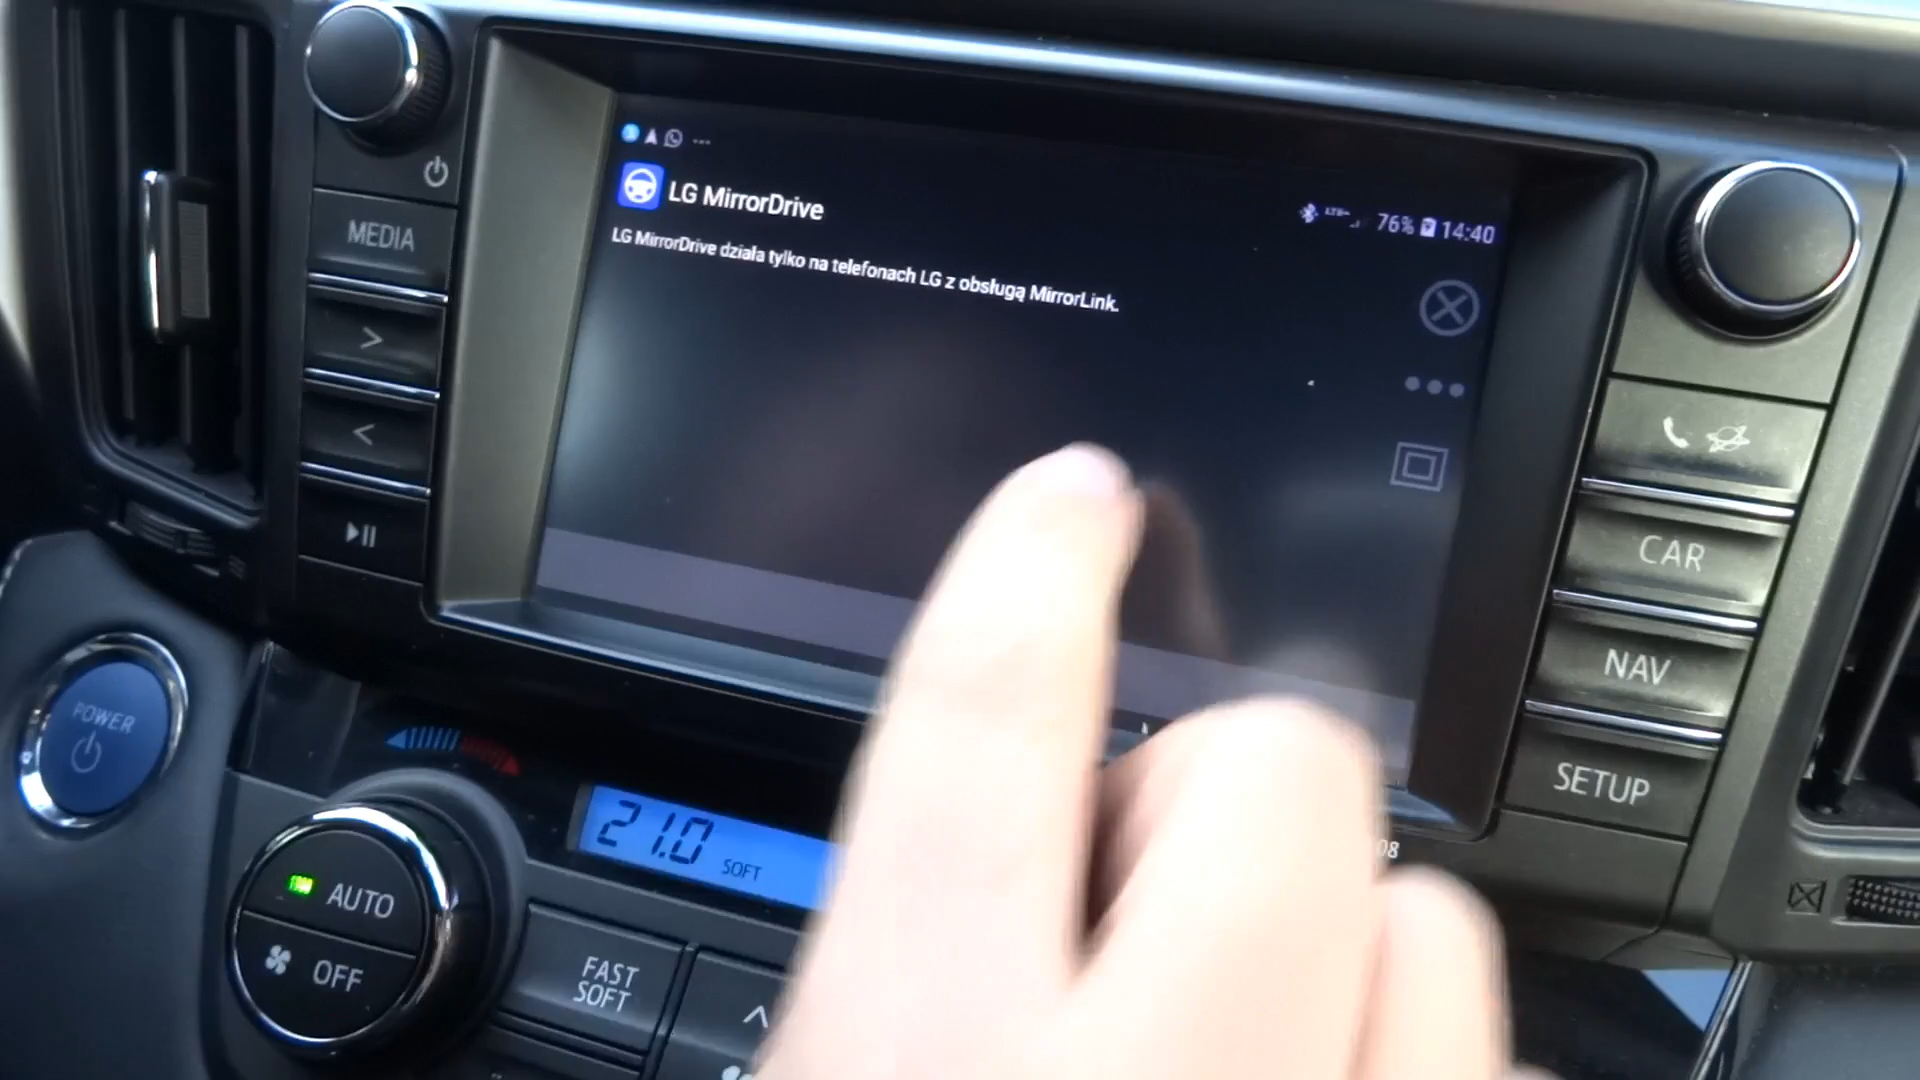 MEDIA
>
<
LG MirrorDrive
76% 14:40
LG MirrorDrive działa tylko na telefonach LG z obsługą MirrorLink.
CAR
NAV
SETUP
POWER
21.0 SOFT
08
AUTO
OFF
FAST
SOFT